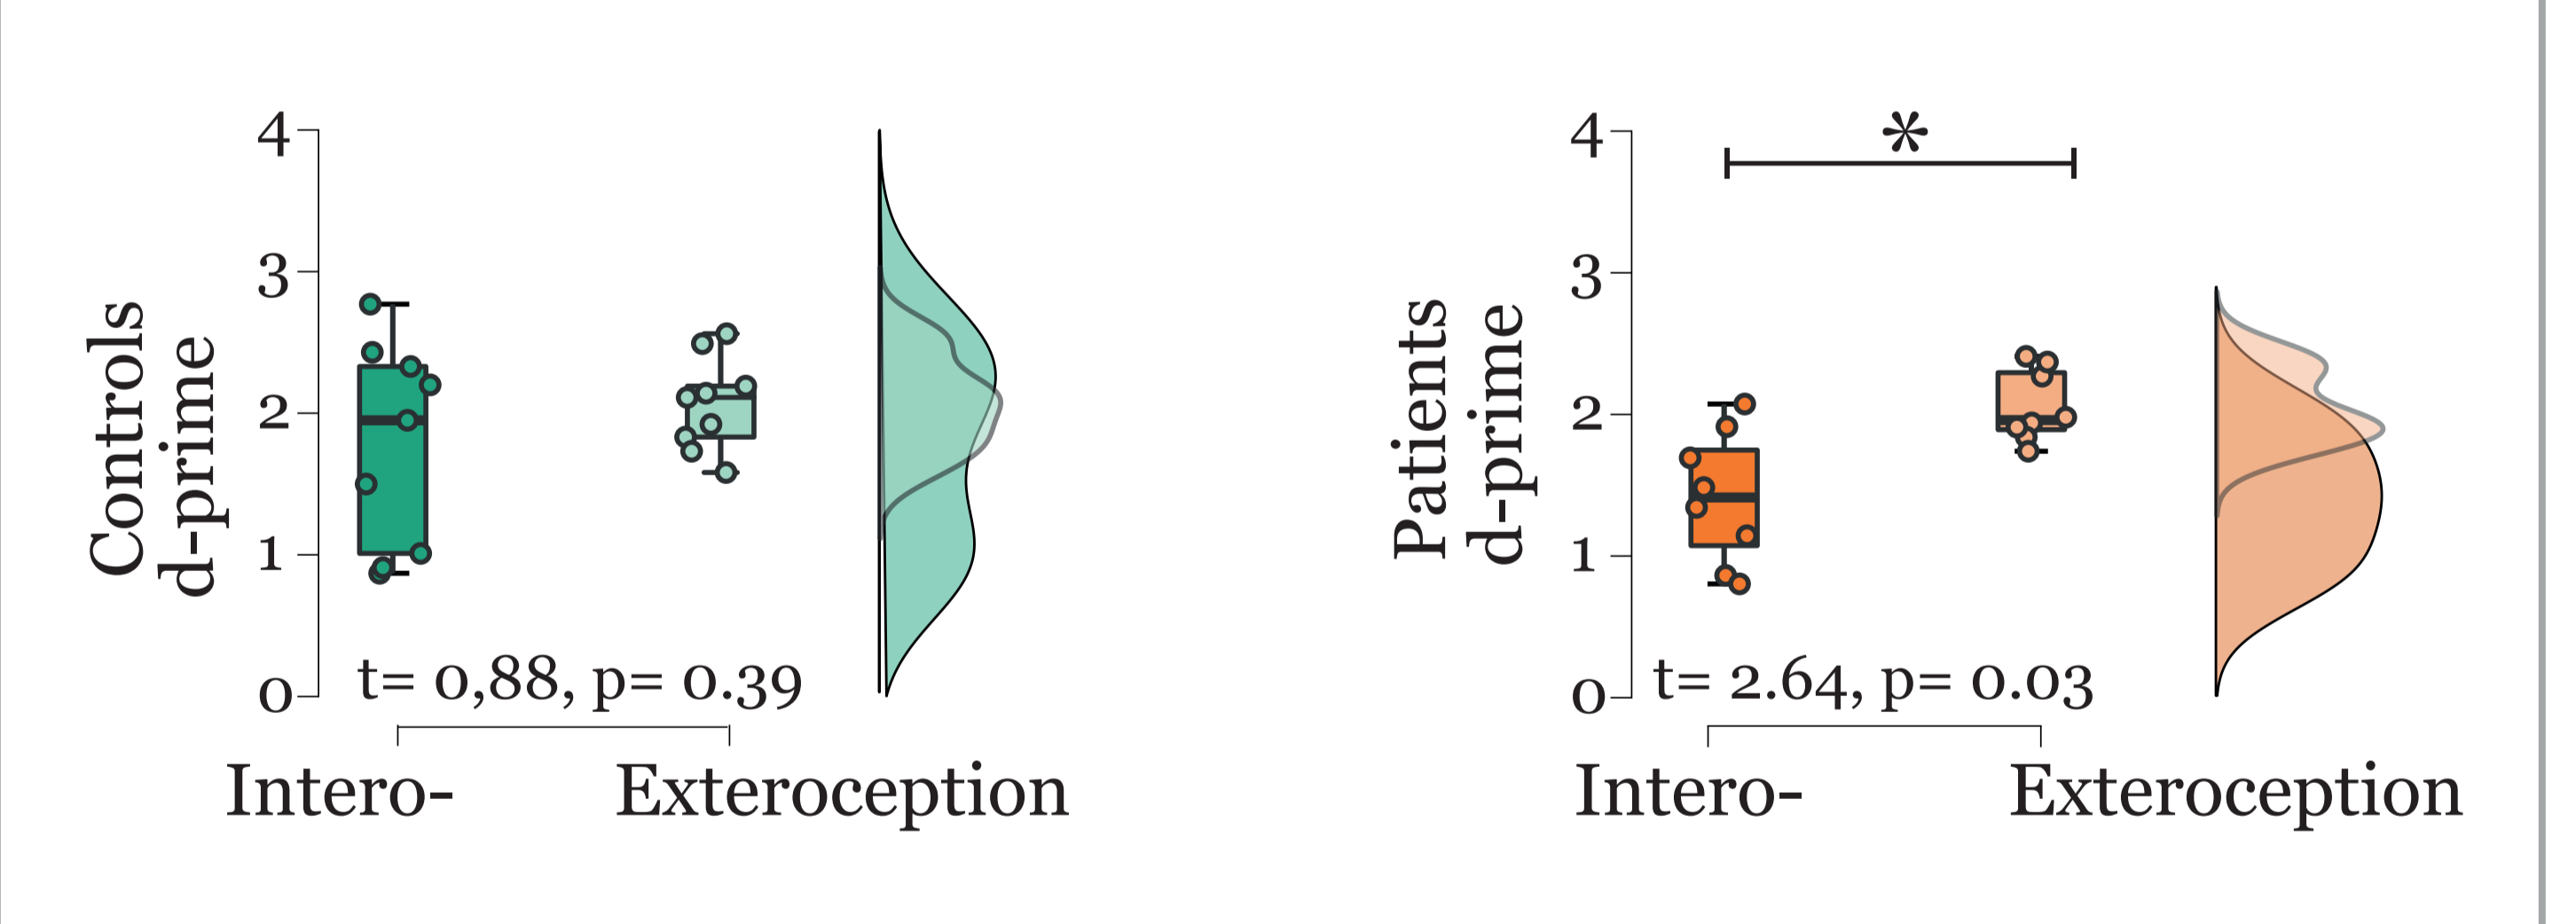 Controls
d-prime
4
3
2
1
0
t= 0,88, p= 0.39
Intero-
Exteroception
Patients
d-prime
4
3
2
1
0
*
t= 2.64, p= 0.03
Intero-
Exteroception